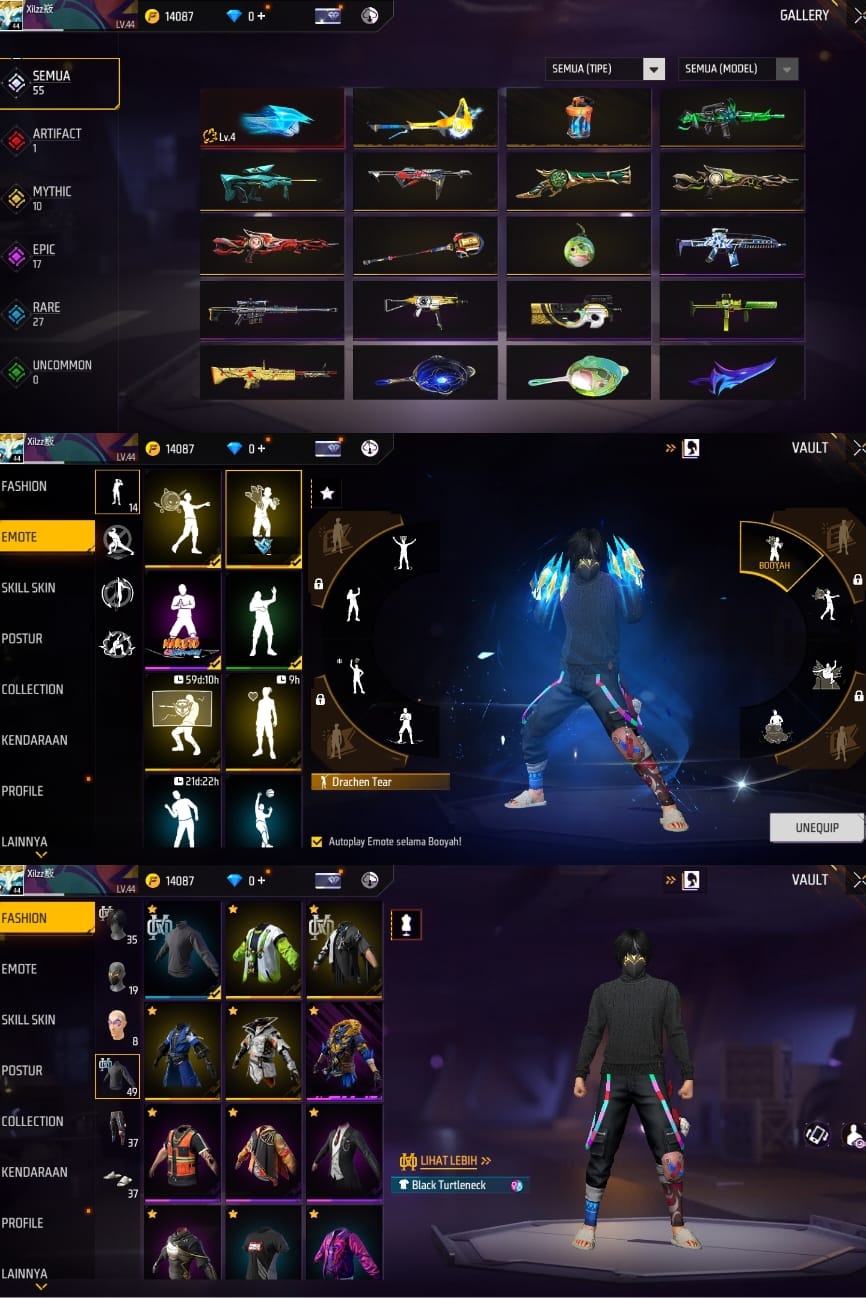 Xilzz
44
LV.44
14087
0 +
GALLERY
SEMUA
55
SEMUA (TIPE)
SEMUA (MODEL)
ARTIFACT
1
Lv.4
MYTHIC
10
EPIC
17
RARE
27
UNCOMMON
0
Xilzz
44
LV.44
14087
0 +
VAULT
FASHION
14
EMOTE
BOOYAH
SKILL SKIN
POSTUR
NARUTO
59d:10h
9h
COLLECTION
KENDARAAN
PROFILE
21d:22h
Drachen Tear
LAINNYA
Autoplay Emote selama Booyah!
UNEQUIP
Xilzz
44
LV.44
14087
0 +
VAULT
FASHION
35
EMOTE
19
SKILL SKIN
8
POSTUR
49
COLLECTION
37
KENDARAAN
37
LIHAT LEBIH >>
Black Turtleneck
PROFILE
LAINNYA